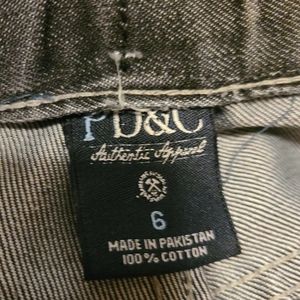 PD&C
Authentic Apparel
6
MADE IN PAKISTAN
100% COTTON